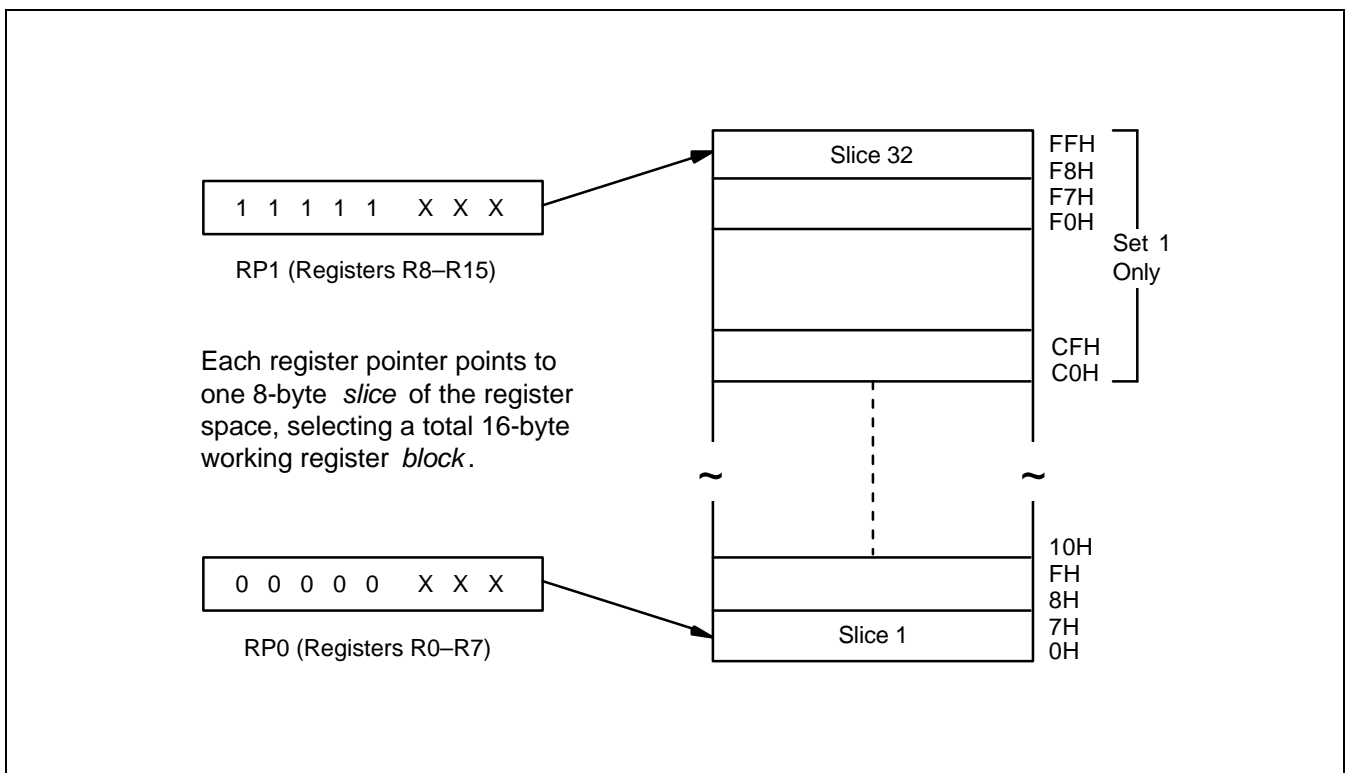 Slice 32
FFH
F8H
F7H
F0H
Set 1
Only
1 1 1 1 1 X X X
RP1 (Registers R8–R15)
CFH
C0H
Each register pointer points to
one 8-byte slice of the register
space, selecting a total 16-byte
working register block.
~ ~
10H
FH
8H
7H
0H
0 0 0 0 0 X X X
Slice 1
RP0 (Registers R0–R7)